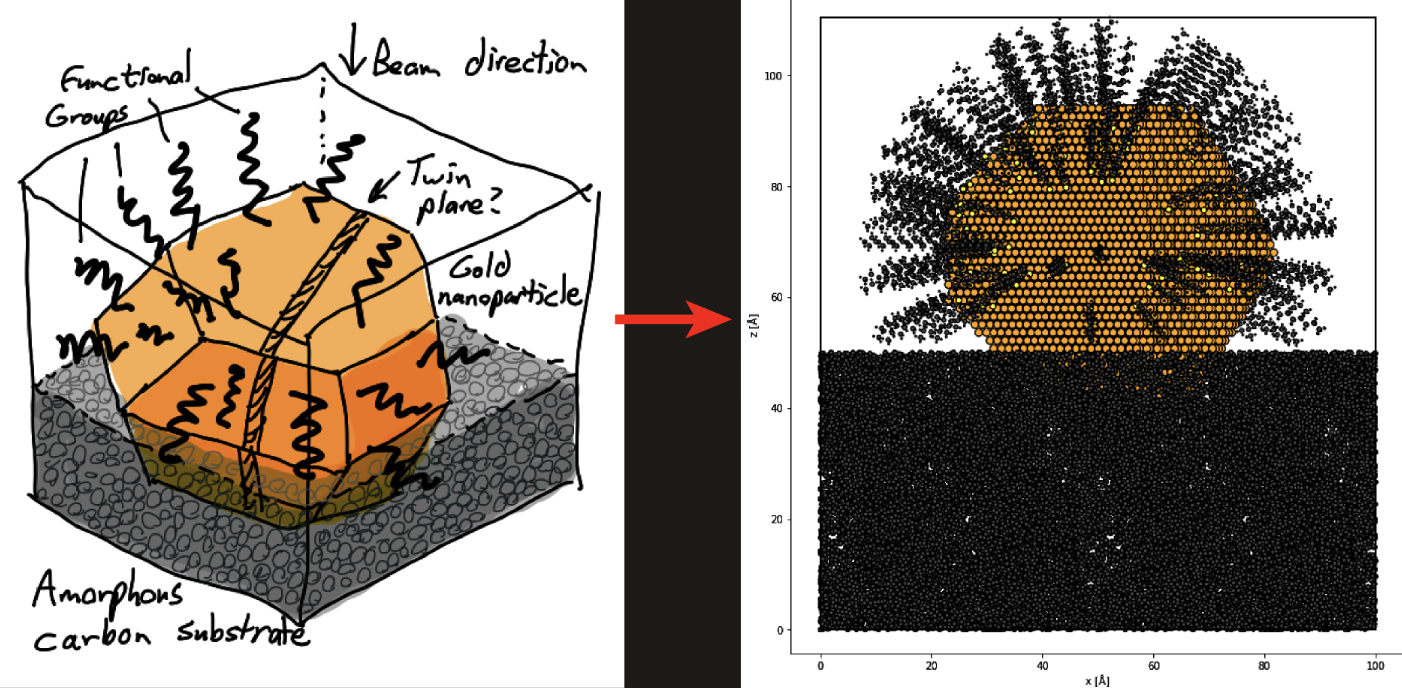 Beam direction
Functional
Groups
Twin
plane?
Gold
nanoparticle
Amorphous
carbon substrate
z [Å]
100
80
60
40
20
0
0 20 40 60 80 100
x [Å]